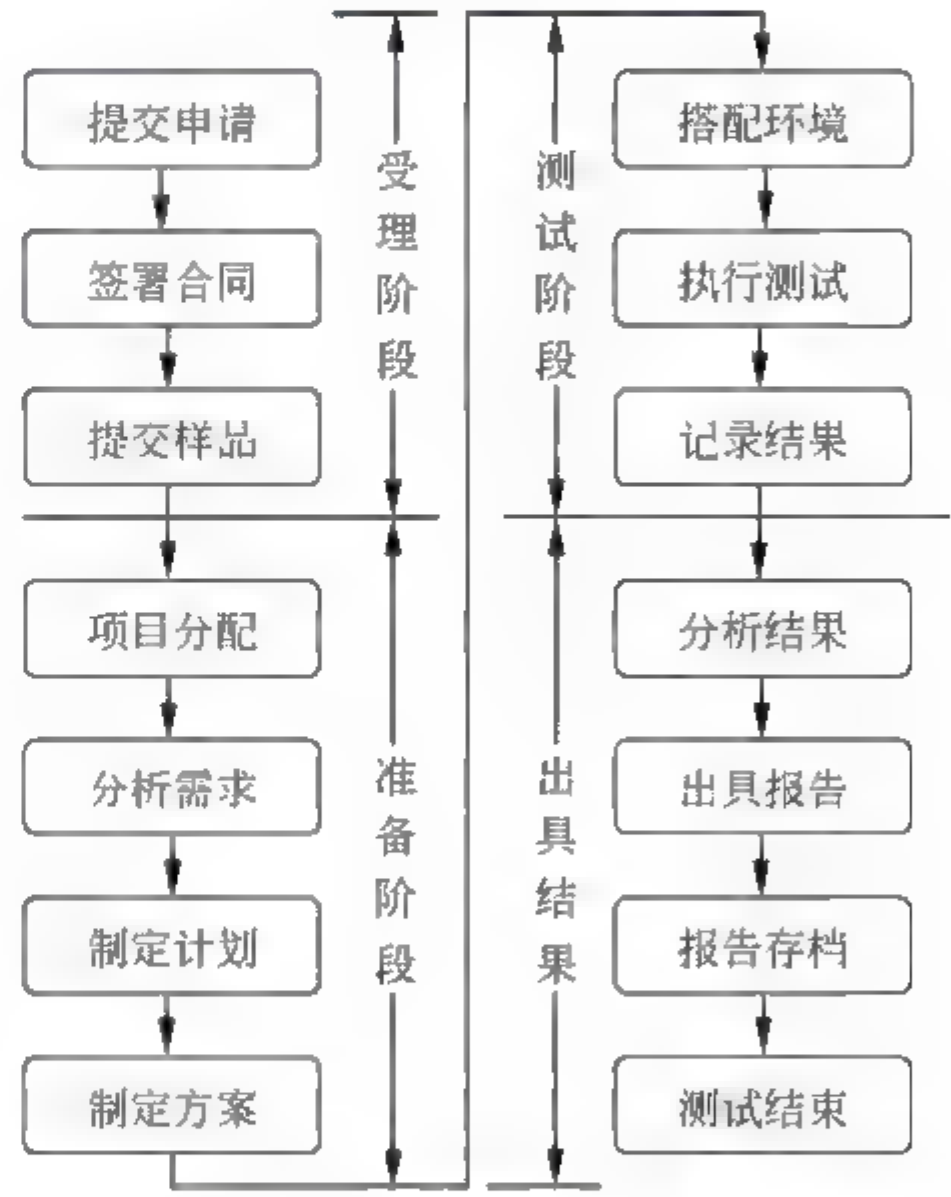 提交申请
签署合同
提交样品
受理阶段
项目分配
分析需求
制定计划
制定方案
准备阶段
测试阶段
搭配环境
执行测试
记录结果
出具结果
分析结果
出具报告
报告存档
测试结束